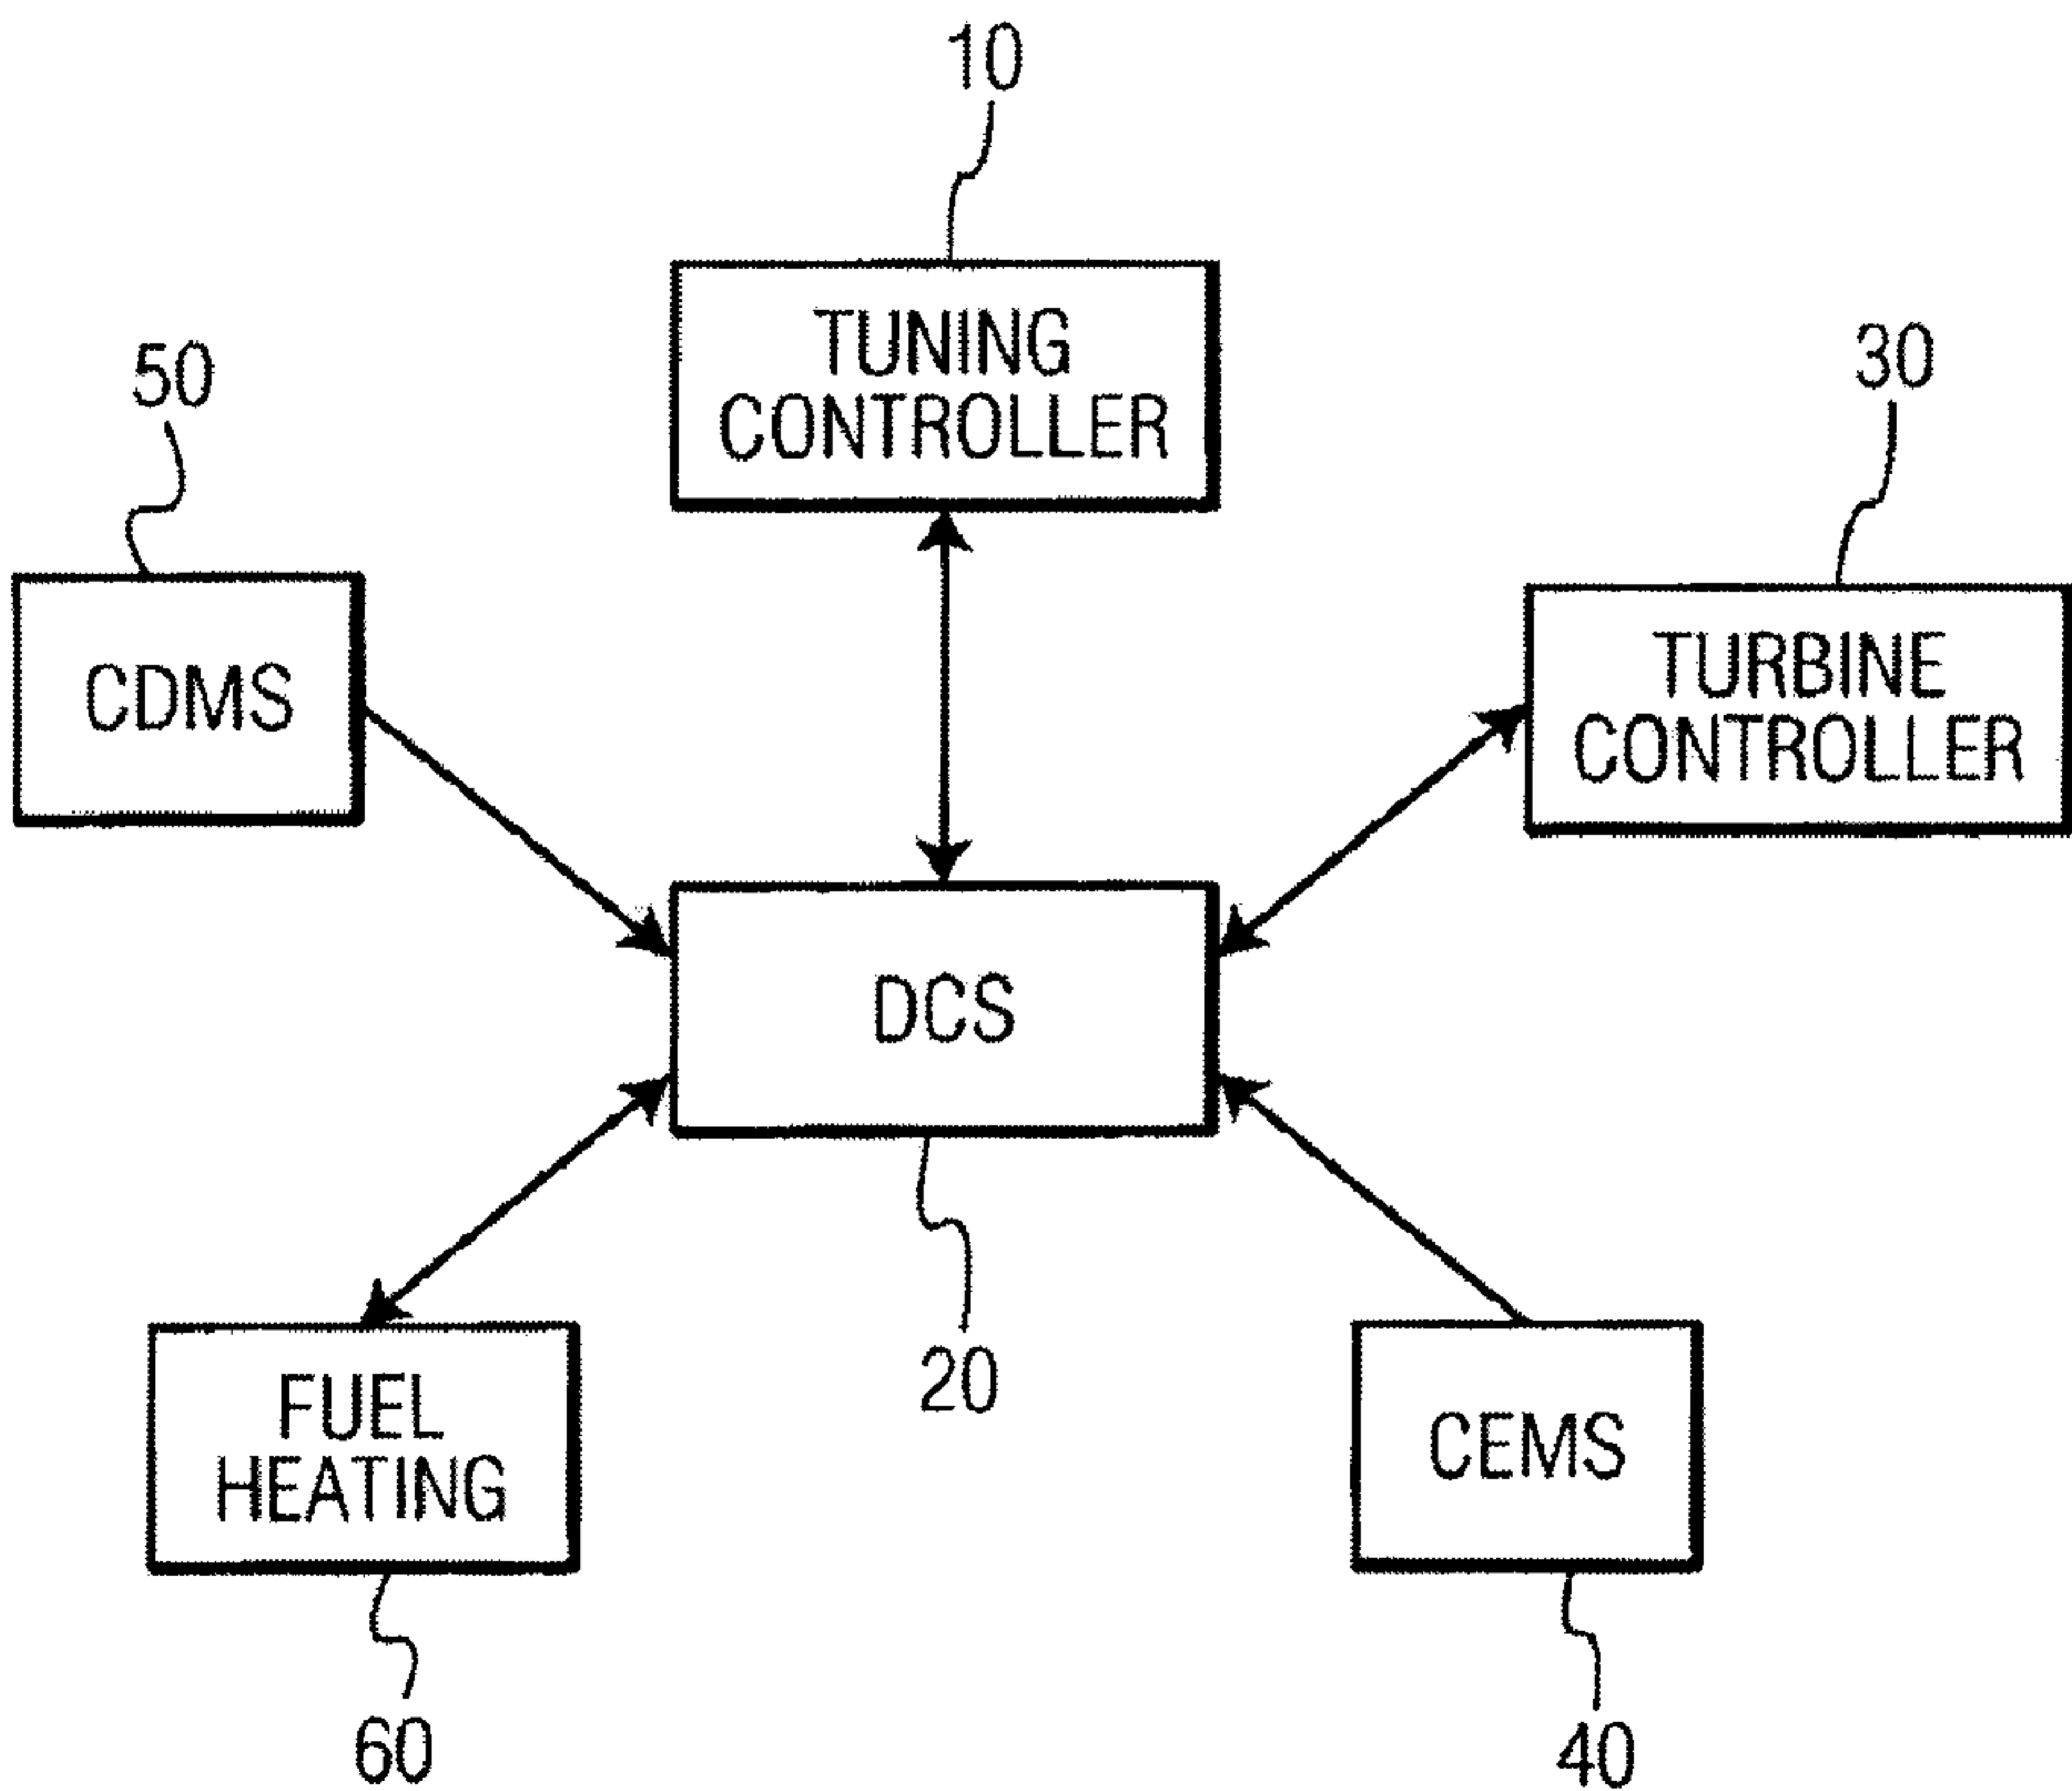 10
TUNING
CONTROLLER
50
CDMS
30
TURBINE
CONTROLLER
DCS
20
FUEL
HEATING
60
CEMS
40